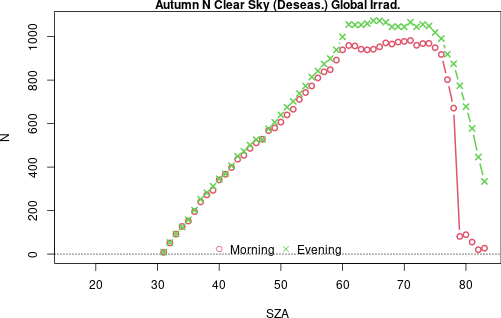 Autumn N Clear Sky (Deseas.) Global Irrad.
N
1000
800
600
400
200
0
Morning Evening
20 30 40 50 60 70 80
SZA